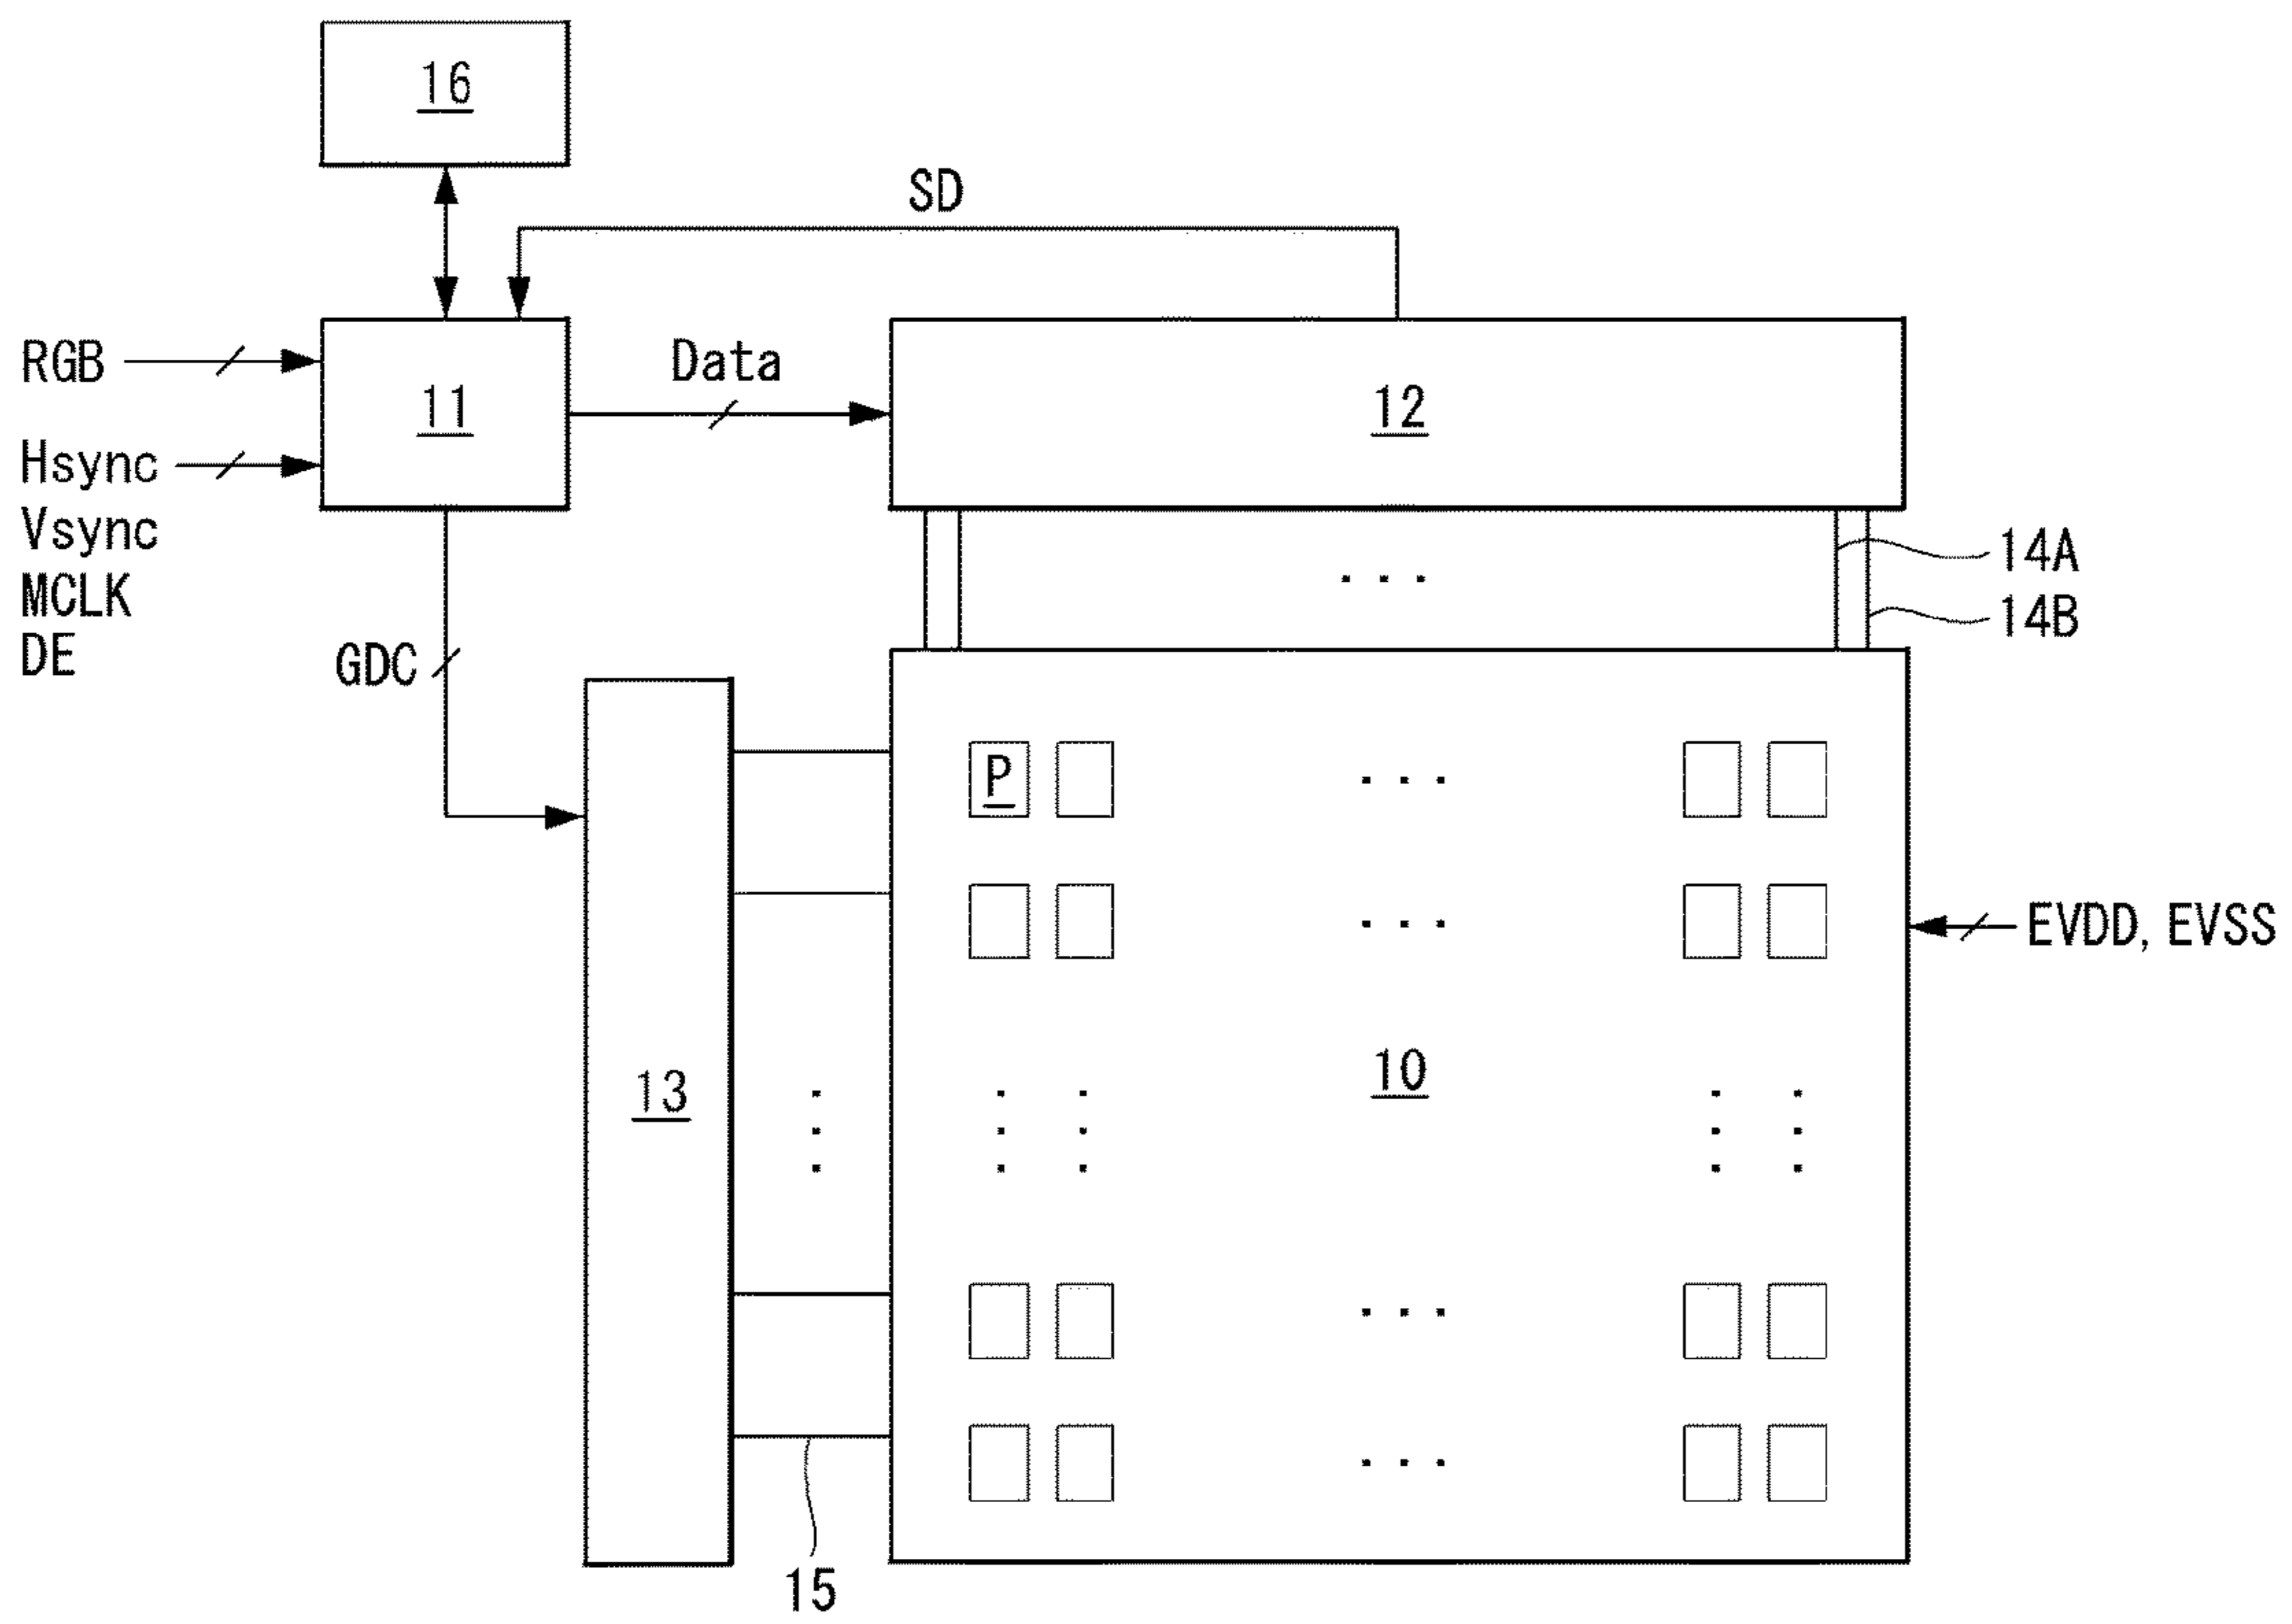 16
SD
RGB
Data
11
12
Hsync
Vsync
MCLK
DE
14A
14B
GDC
P
EVDD, EVSS
10
13
15